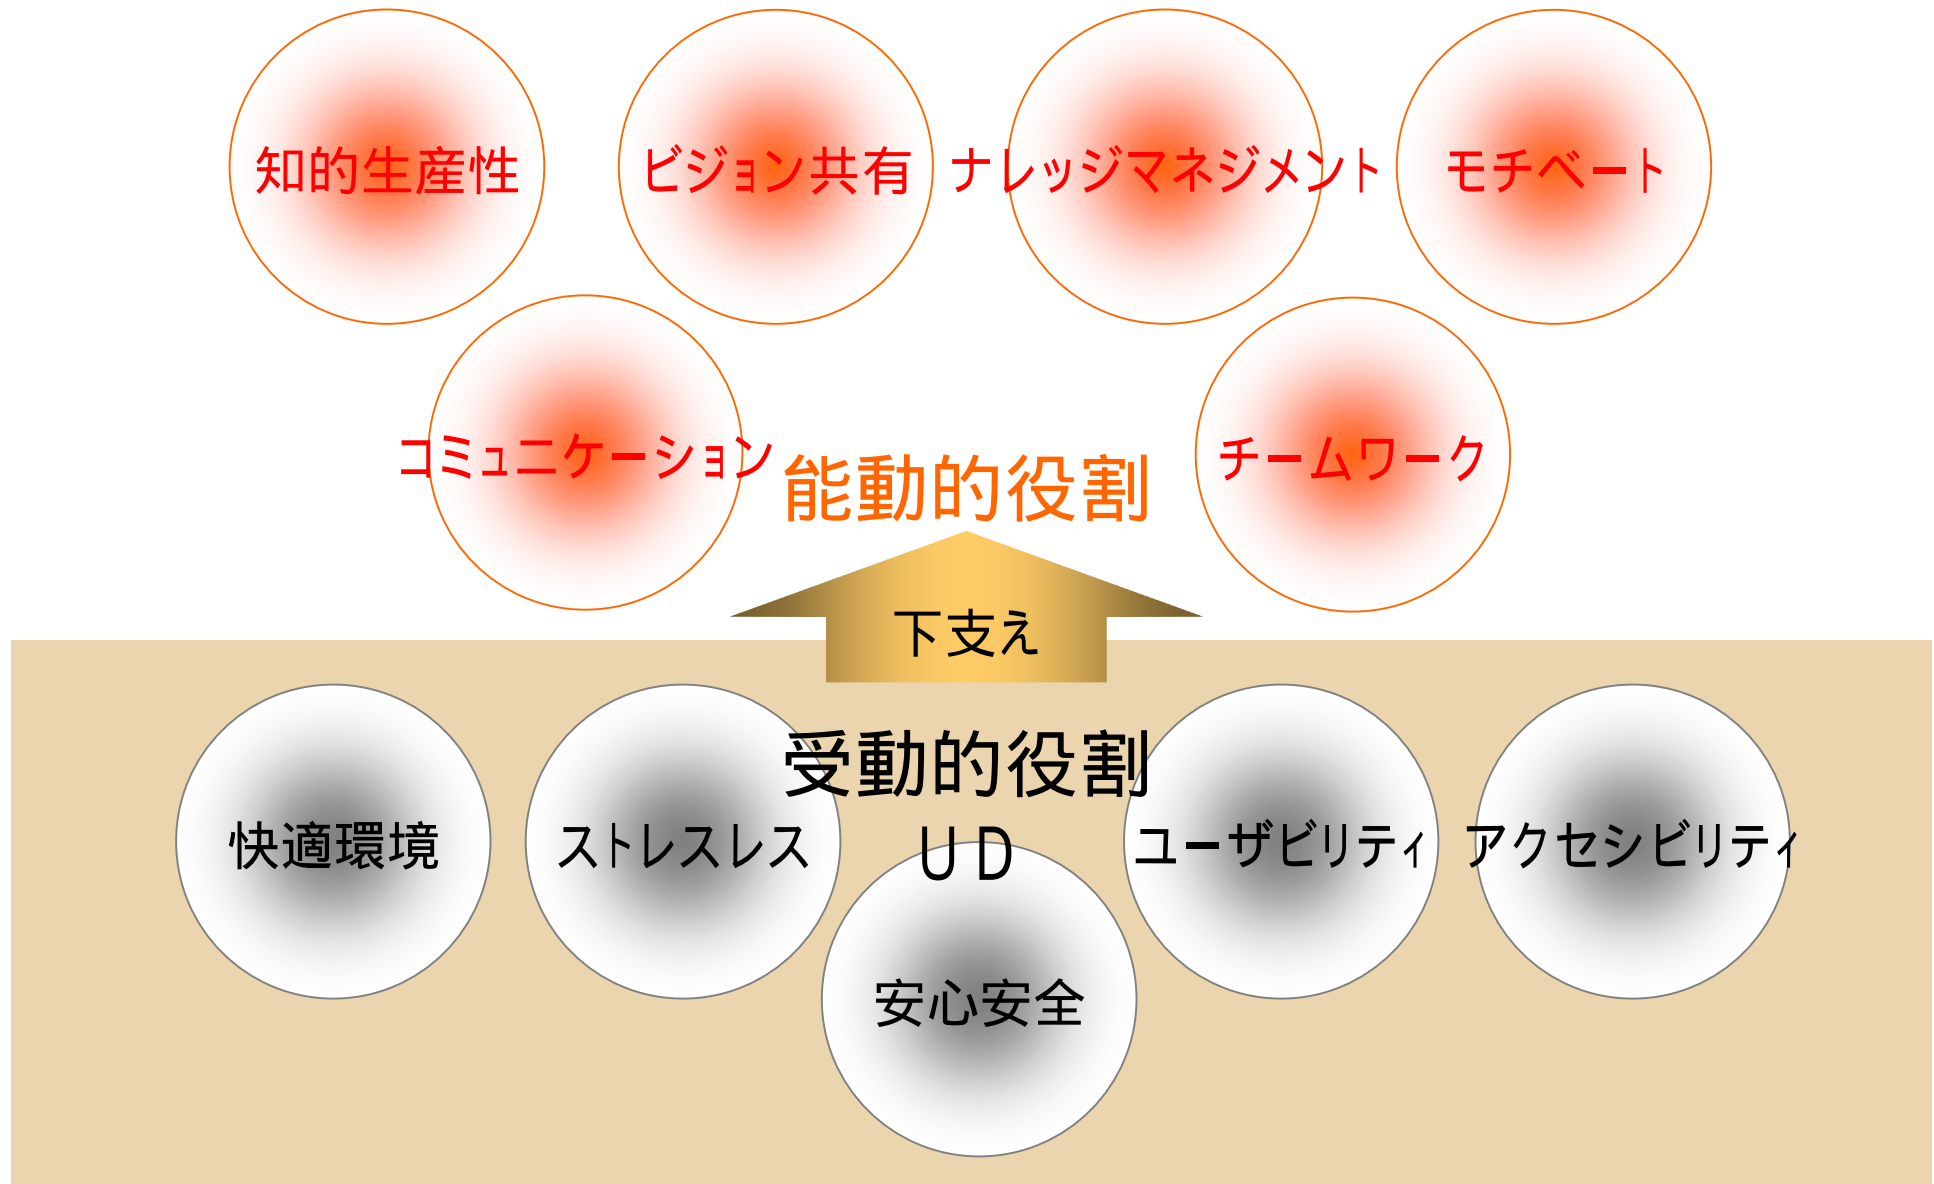 知的生産性
ビジョン共有
ナレッジマネジメント
モチベート
コミュニケーション
チームワーク
能動的役割
下支え
受動的役割
ＵＤ
快適環境
ストレスレス
ユーザビリティ
アクセシビリティ
安心安全